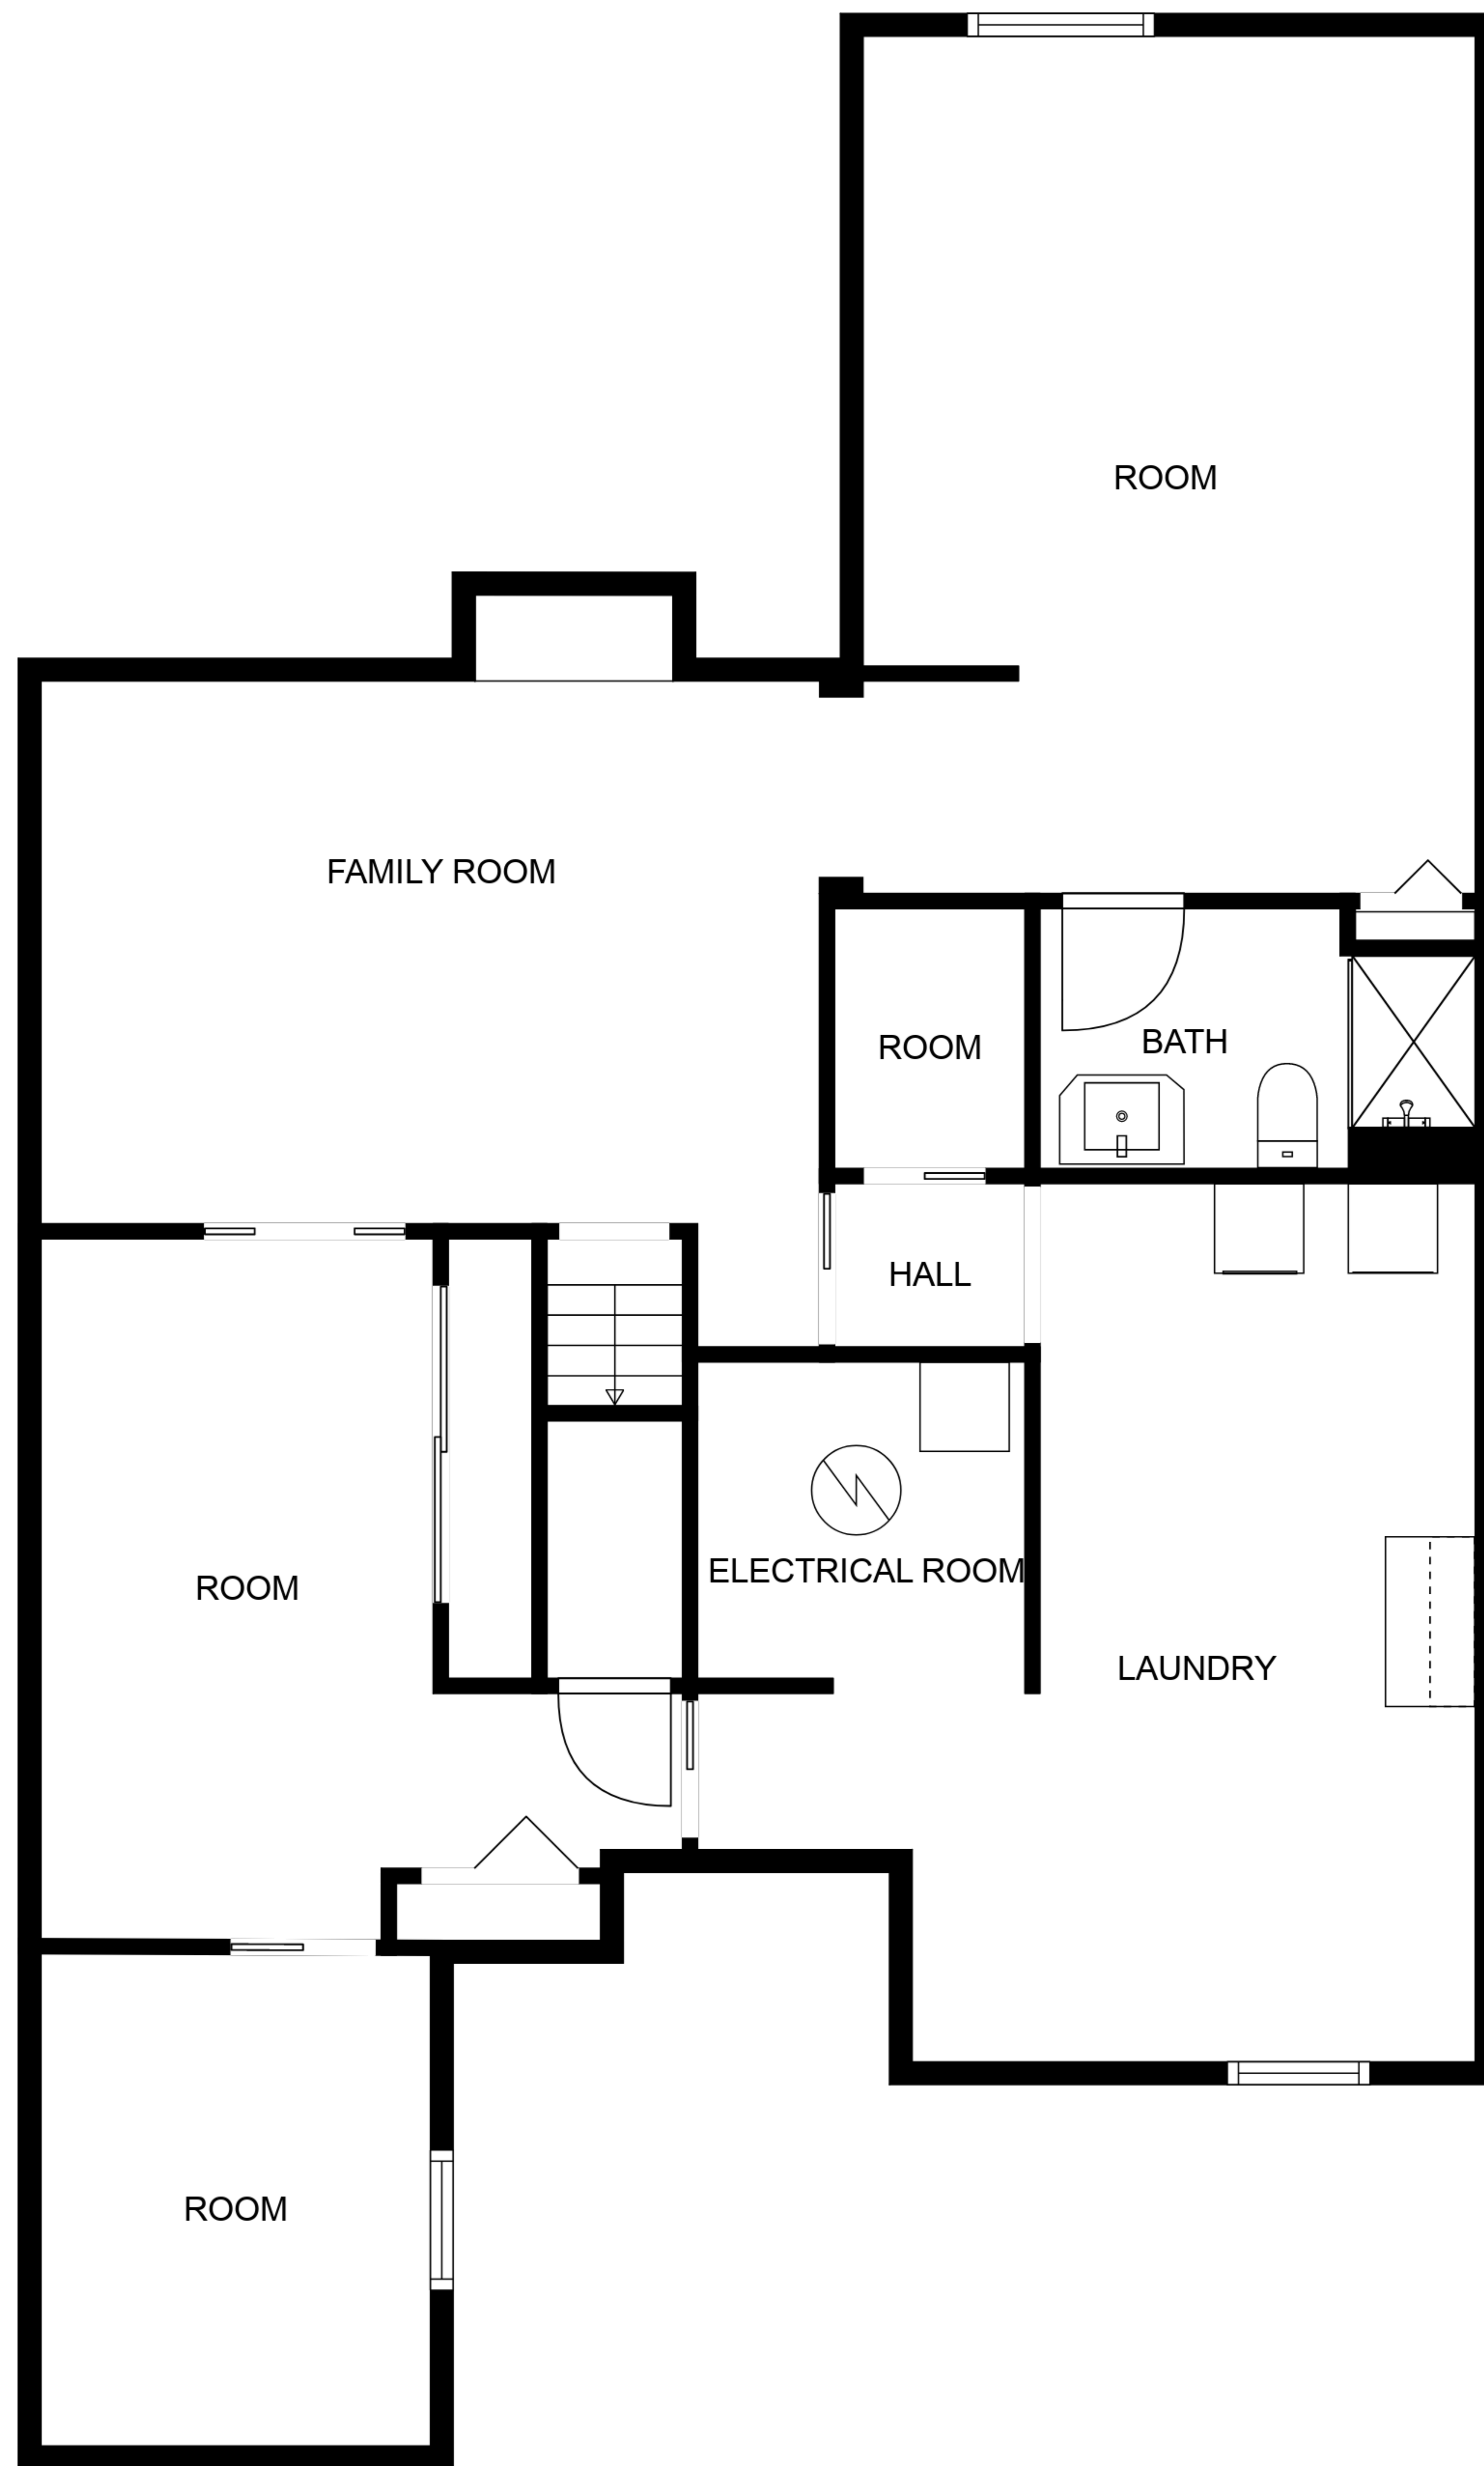 ROOM
FAMILY ROOM
ROOM
BATH
HALL
ELECTRICAL ROOM
ROOM
LAUNDRY
ROOM